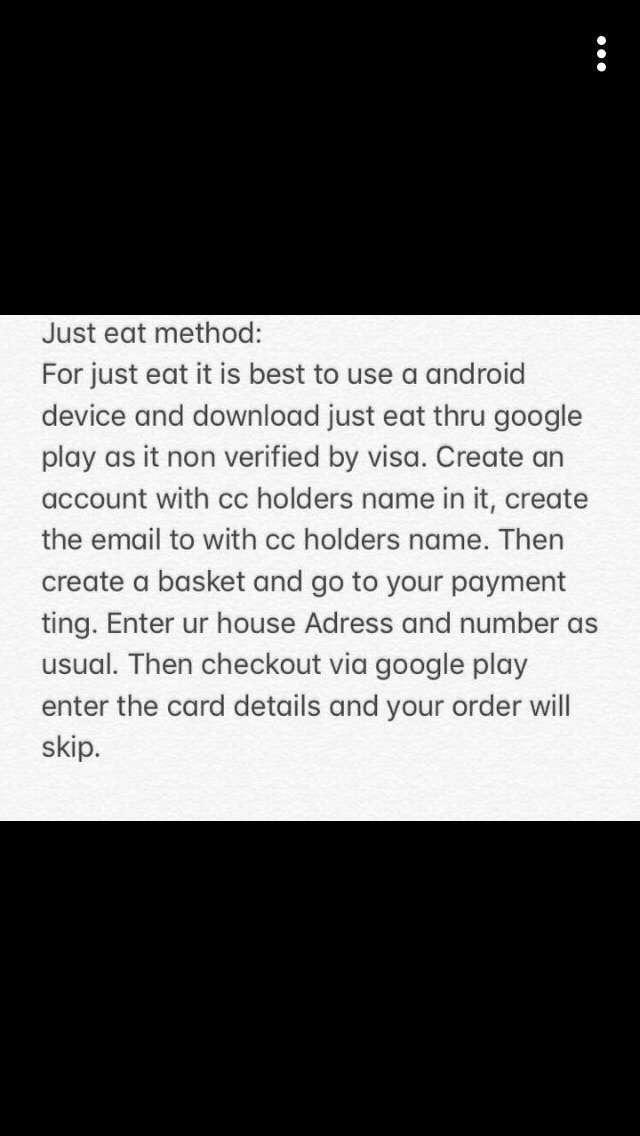 Just eat method:
For just eat it is best to use a android
device and download just eat thru google
play as it non verified by visa. Create an
account with cc holders name in it, create
the email to with cc holders name. Then
create a basket and go to your payment
ting. Enter ur house Adress and number as
usual. Then checkout via google play
enter the card details and your order will
skip.